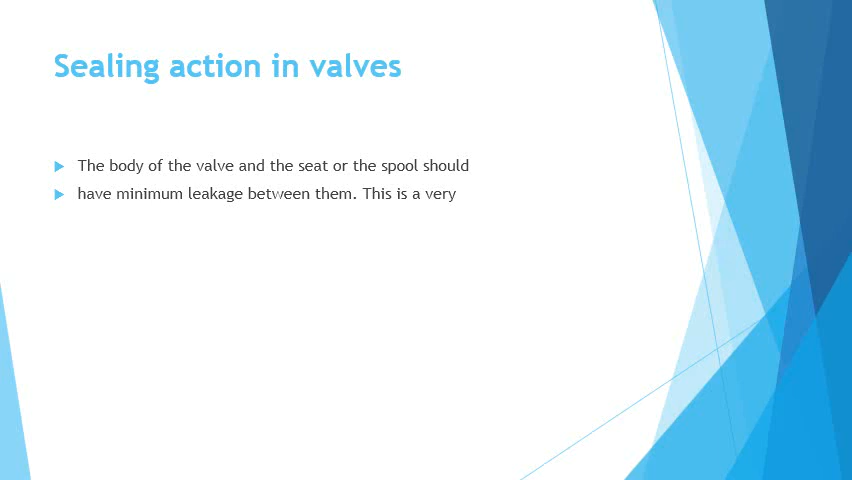 Sealing action in valves
The body of the valve and the seat or the spool should
have minimum leakage between them. This is a very